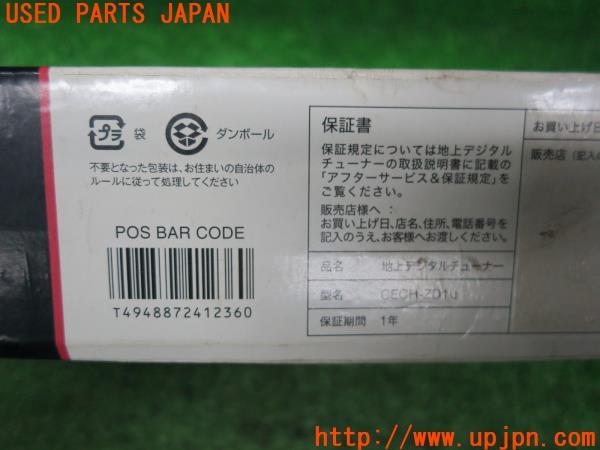 USED PARTS JAPAN
プラ 袋 ダンボール
不要となった包装は、お住まいの自治体の
ルールに従って処理してください
POS BAR CODE
T4948872412360
保証書
保証規定については地上デジタル
チューナーの取扱説明書に記載の
「アフターサービス&保証規定」を
ご覧ください。
販売店様へ：
お買い上げ日、店名、住所、電話番号を
記入のうえ、お客様へお渡しください。
品名 地上デジタルチューナー
型名 CECH-ZD1
保証期間 1年
お買い上げ日
販売店（記入の
UPJ http://www.upjpn.com/